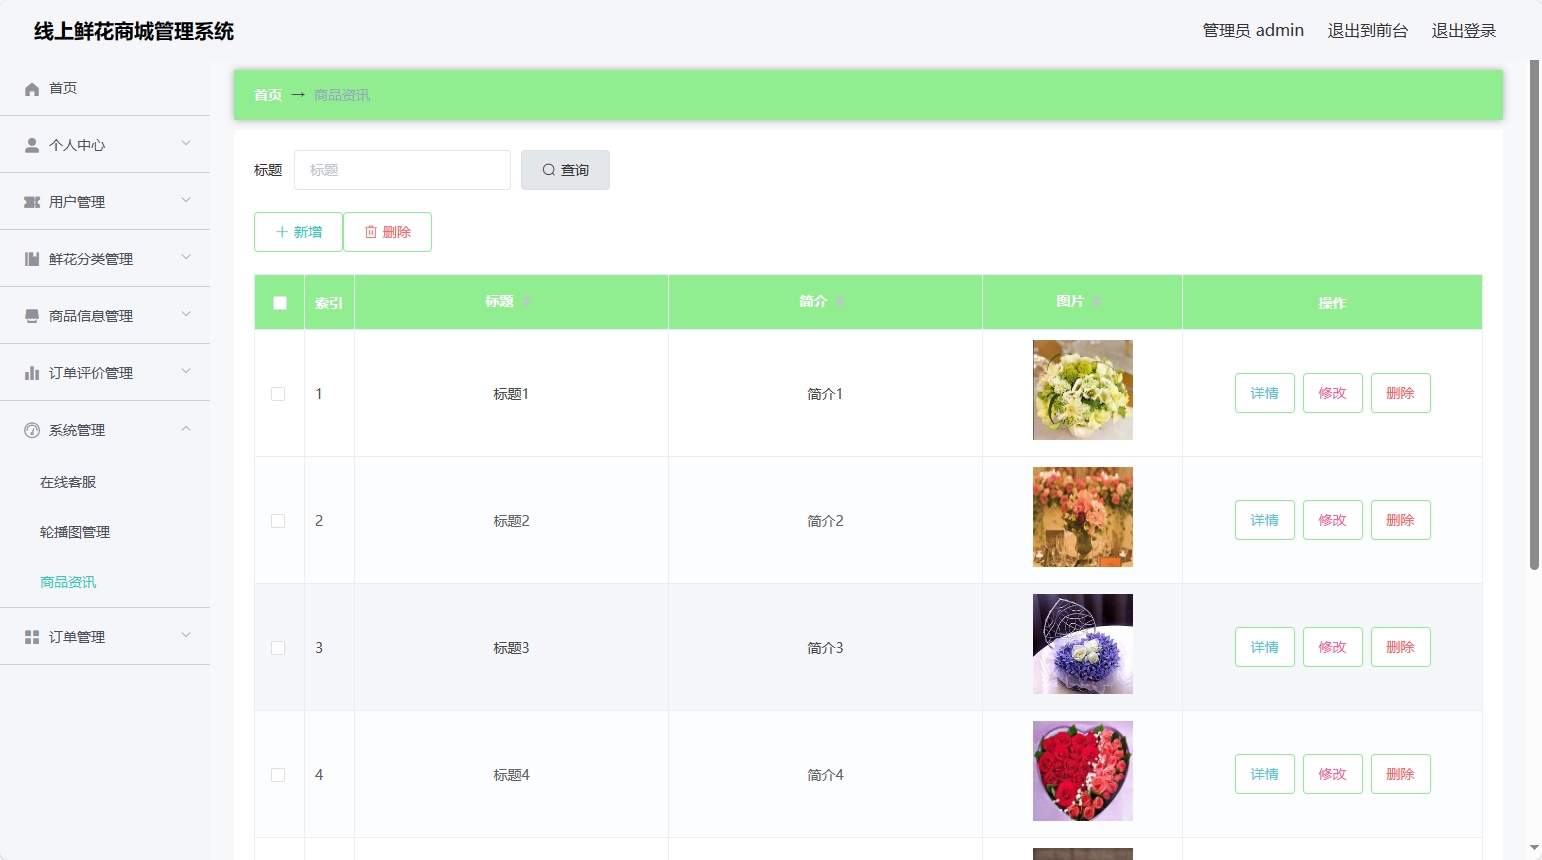 线上鲜花商城管理系统
管理员 admin 退出到前台 退出登录
首页
个人中心
用户管理
鲜花分类管理
商品信息管理
订单评价管理
系统管理
在线客服
轮播图管理
商品资讯
订单管理
首页 → 商品资讯
标题 标题 查询
新增 删除
索引 标题 简介 图片 操作
1 标题1 简介1 详情 修改 删除
2 标题2 简介2 详情 修改 删除
3 标题3 简介3 详情 修改 删除
4 标题4 简介4 详情 修改 删除